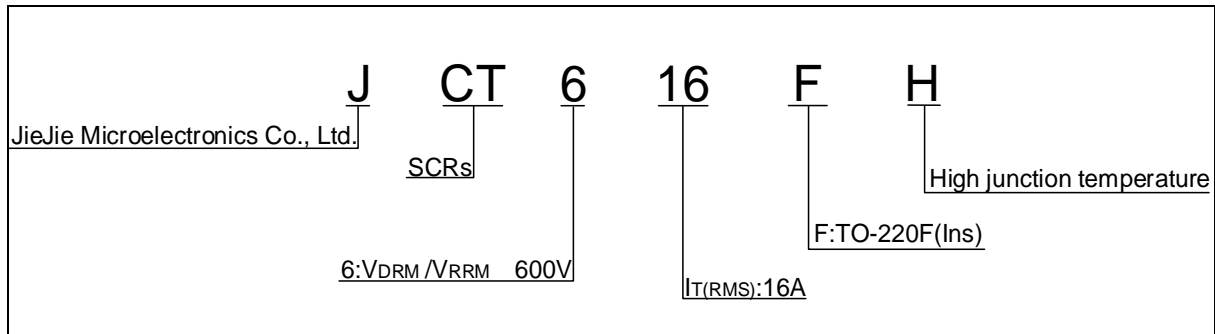 J CT 6 16 F H
JieJie Microelectronics Co., Ltd.
SCRs
High junction temperature
F:TO-220F(Ins)
6:VDRM/VRRM 600V
IT(RMS):16A